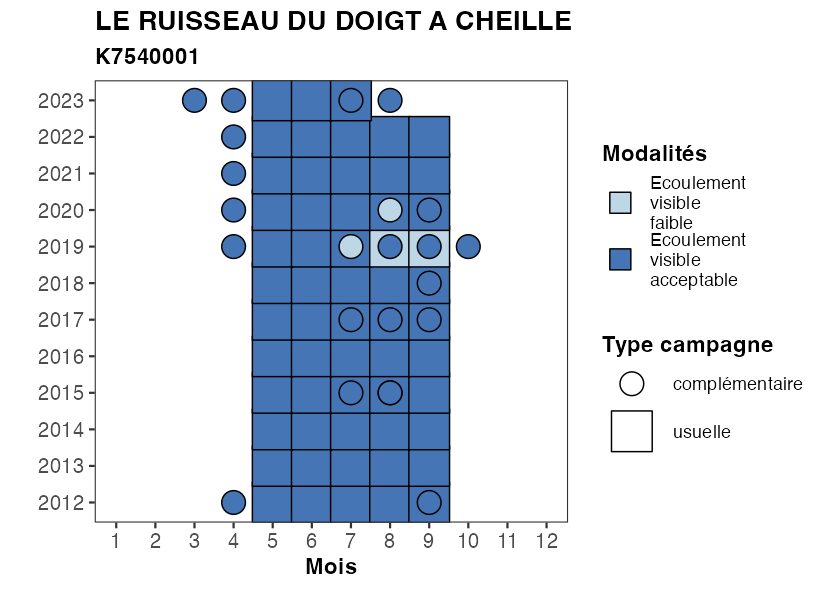 LE RUISSEAU DU DOIGT A CHEILLE
K7540001
2023
2022
2021
2020
2019
2018
2017
2016
2015
2014
2013
2012
1 2 3 4 5 6 7 8 9 10 11 12
Mois
Modalités
Ecoulement
visible
faible
Ecoulement
visible
acceptable
Type campagne
complémentaire
usuelle